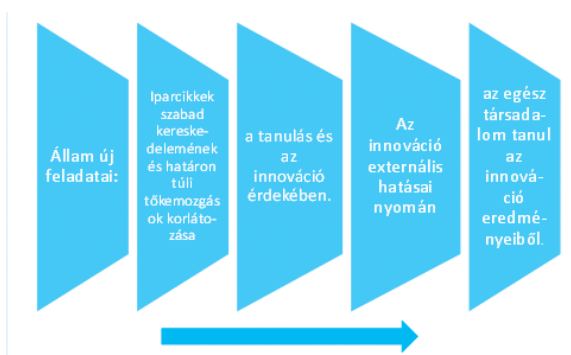 Állam új
feladatai:
Iparcikkek
szabad
kereske-
delemének
és határon
túli
tőkemozgás
ok korláto-
zása
a tanulás és
az
innováció
érdekében.
Az
innováció
externális
hatásai
nyomán
az egész
társada-
lom tanul
az
innová-
ció
eredmé-
nyeiből.